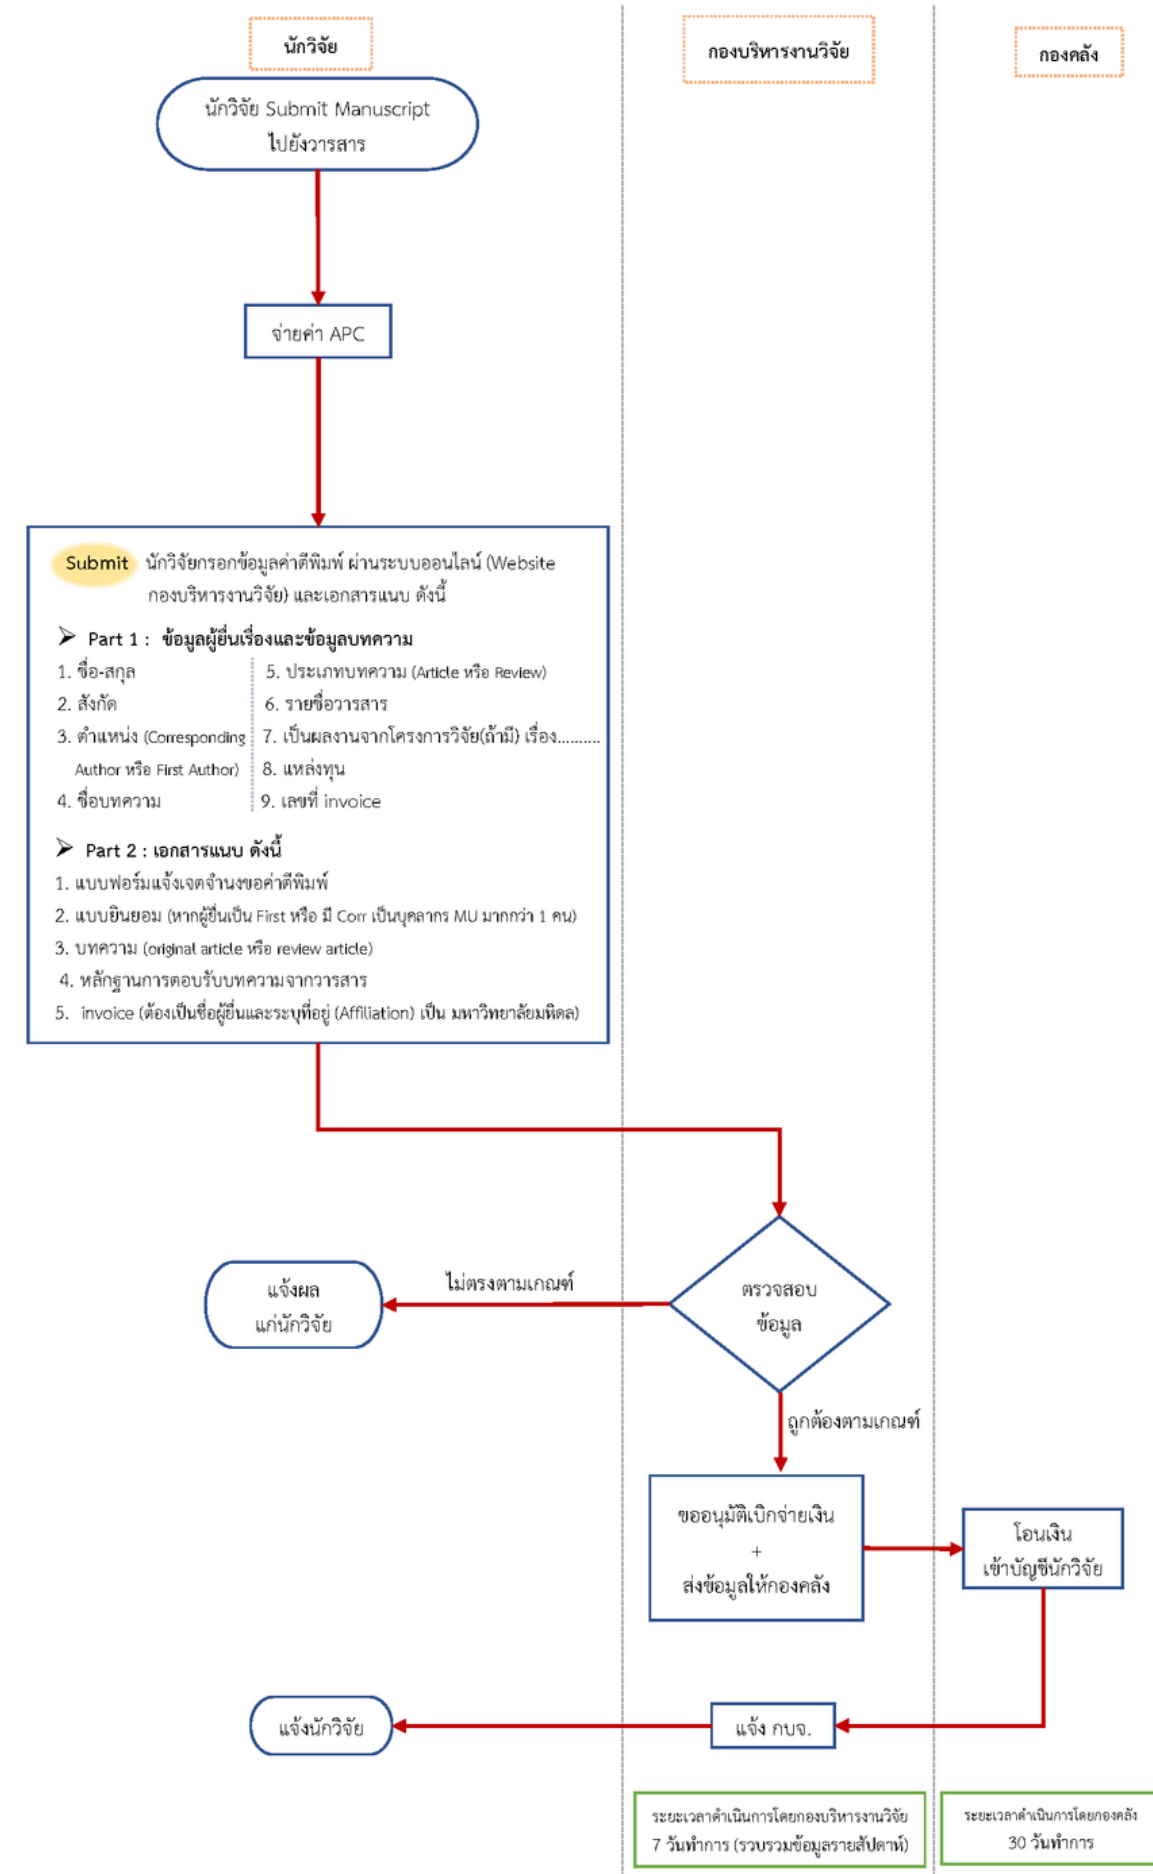 นักวิจัย
กองบริหารงานวิจัย
กองคลัง
นักวิจัย Submit Manuscript
ไปยังวารสาร
จ่ายค่า APC
Submit นักวิจัยกรอกข้อมูลค่าตีพิมพ์ ผ่านระบบออนไลน์ (Website
กองบริหารงานวิจัย) และเอกสารแนบ ดังนี้
➢ Part 1 : ข้อมูลผู้ยื่นเรื่องและข้อมูลบทความ
1. ชื่อ-สกุล
2. สังกัด
3. ตำแหน่ง (Corresponding
Author หรือ First Author)
4. ชื่อบทความ
5. ประเภทบทความ (Article หรือ Review)
6. รายชื่อวารสาร
7. เป็นผลงานจากโครงการวิจัย(ถ้ามี) เรื่อง..........
8. แหล่งทุน
9. เลขที่ invoice
➢ Part 2 : เอกสารแนบ ดังนี้
1. แบบฟอร์มแจ้งเจตจำนงขอค่าตีพิมพ์
2. แบบยินยอม (หากผู้ยื่นเป็น First หรือ มี Corr เป็นบุคลากร MU มากกว่า 1 คน)
3. บทความ (original article หรือ review article)
4. หลักฐานการตอบรับบทความจากวารสาร
5. invoice (ต้องเป็นชื่อผู้ยื่นและระบุที่อยู่ (Affiliation) เป็น มหาวิทยาลัยมหิดล)
ตรวจสอบ
ข้อมูล
ไม่ตรงตามเกณฑ์
แจ้งผล
แก่นักวิจัย
ถูกต้องตามเกณฑ์
ขออนุมัติเบิกจ่ายเงิน
+
ส่งข้อมูลให้กองคลัง
โอนเงิน
เข้าบัญชีนักวิจัย
แจ้ง กบจ.
แจ้งนักวิจัย
ระยะเวลาดำเนินการโดยกองบริหารงานวิจัย
7 วันทำการ (รวบรวมข้อมูลรายสัปดาห์)
ระยะเวลาดำเนินการโดยกองคลัง
30 วันทำการ